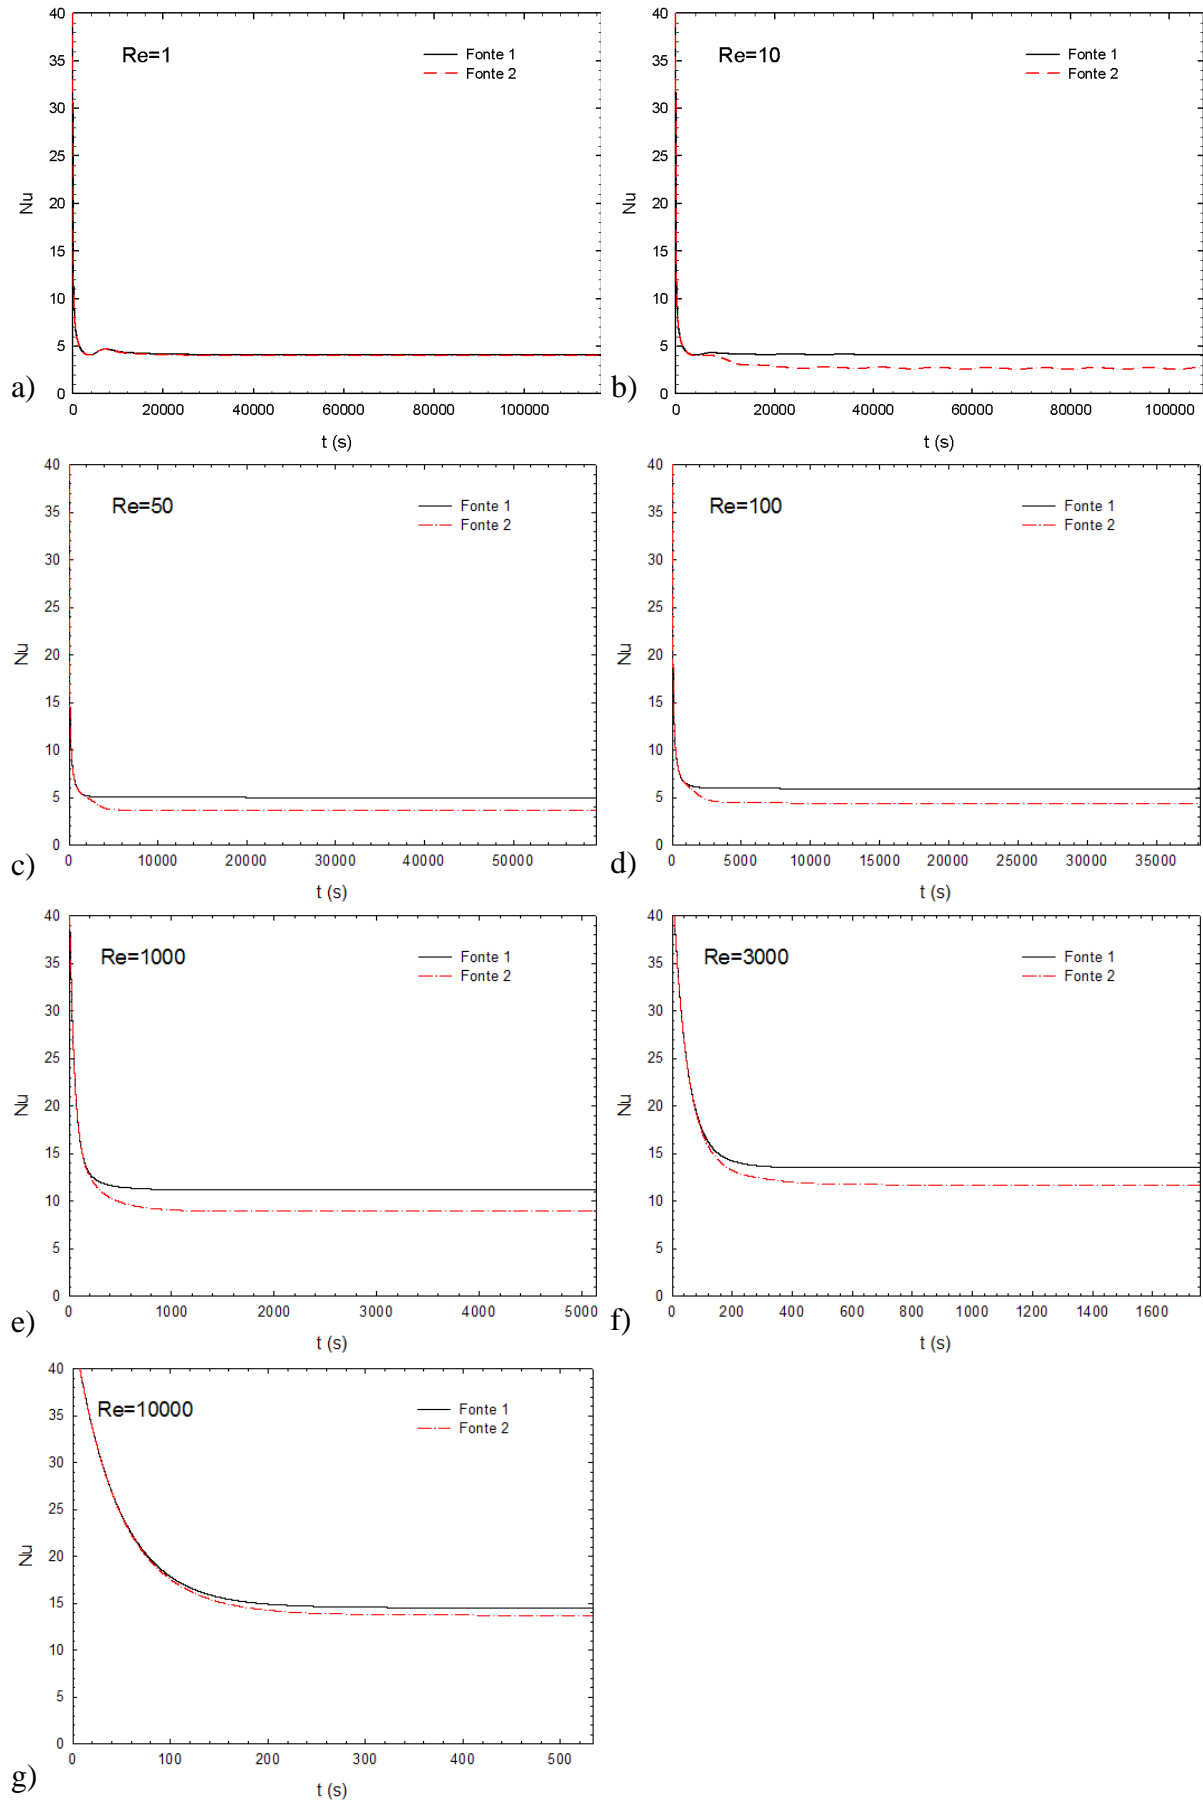 40
35
30
25
20
15
10
5
0
Nu
Re=1
Fonte 1
Fonte 2
0 20000 40000 60000 80000 100000
t (s)
a)
40
35
30
25
20
15
10
5
0
Nu
Re=10
Fonte 1
Fonte 2
0 20000 40000 60000 80000 100000
t (s)
b)
40
35
30
25
20
15
10
5
0
Nu
Re=50
Fonte 1
Fonte 2
0 10000 20000 30000 40000 50000
t (s)
c)
40
35
30
25
20
15
10
5
0
Nu
Re=100
Fonte 1
Fonte 2
0 5000 10000 15000 20000 25000 30000 35000
t (s)
d)
40
35
30
25
20
15
10
5
0
Nu
Re=1000
Fonte 1
Fonte 2
0 1000 2000 3000 4000 5000
t (s)
e)
40
35
30
25
20
15
10
5
0
Nu
Re=3000
Fonte 1
Fonte 2
0 200 400 600 800 1000 1200 1400 1600
t (s)
f)
40
35
30
25
20
15
10
5
0
Nu
Re=10000
Fonte 1
Fonte 2
0 100 200 300 400 500
t (s)
g)